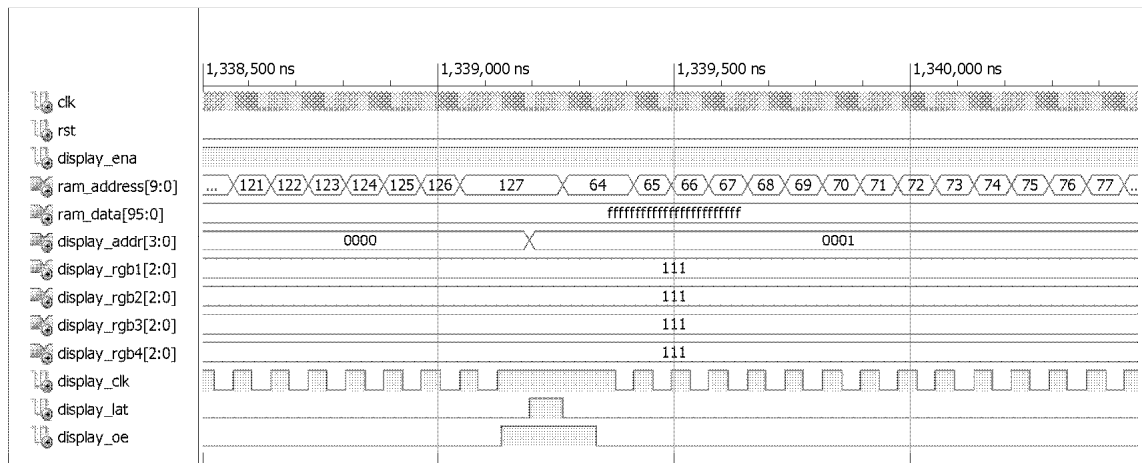 1,338,500 ns 1,339,000 ns 1,339,500 ns 1,340,000 ns
clk
rst
display_ena
ram_address[9:0] ... 121 122 123 124 125 126 127 64 65 66 67 68 69 70 71 72 73 74 75 76 77 ...
ram_data[95:0] ffffffffffffffffffffffff
display_addr[3:0] 0000 0001
display_rgb1[2:0] 111
display_rgb2[2:0] 111
display_rgb3[2:0] 111
display_rgb4[2:0] 111
display_clk
display_lat
display_oe